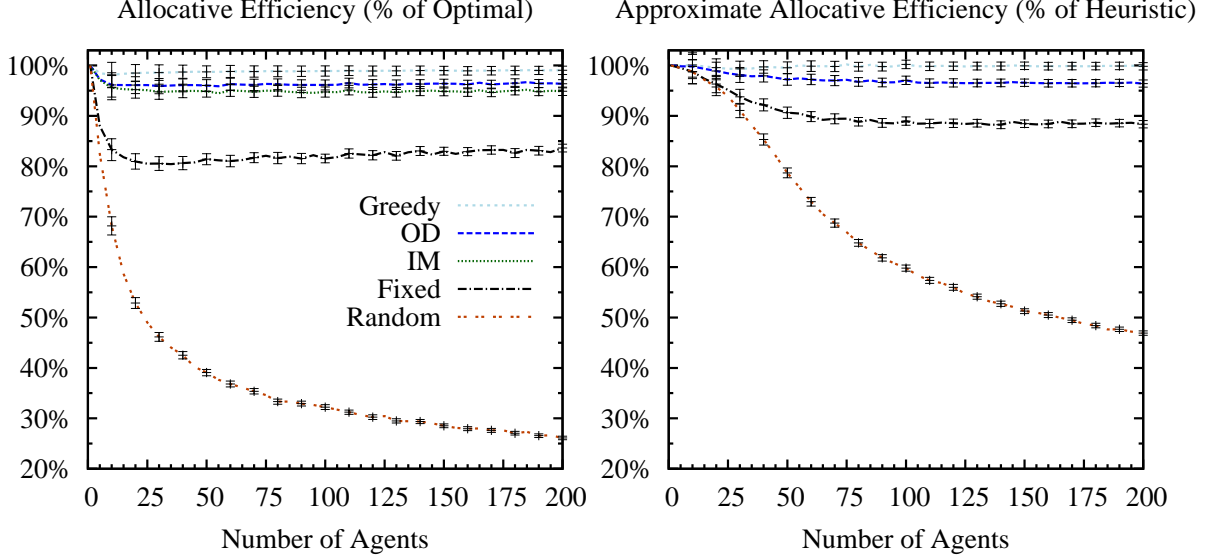 Allocative Efficiency (% of Optimal)
100%
90%
80%
70%
60%
50%
40%
30%
20%
Greedy
OD
IM
Fixed
Random
0 25 50 75 100 125 150 175 200
Number of Agents
Approximate Allocative Efficiency (% of Heuristic)
100%
90%
80%
70%
60%
50%
40%
30%
20%
0 25 50 75 100 125 150 175 200
Number of Agents